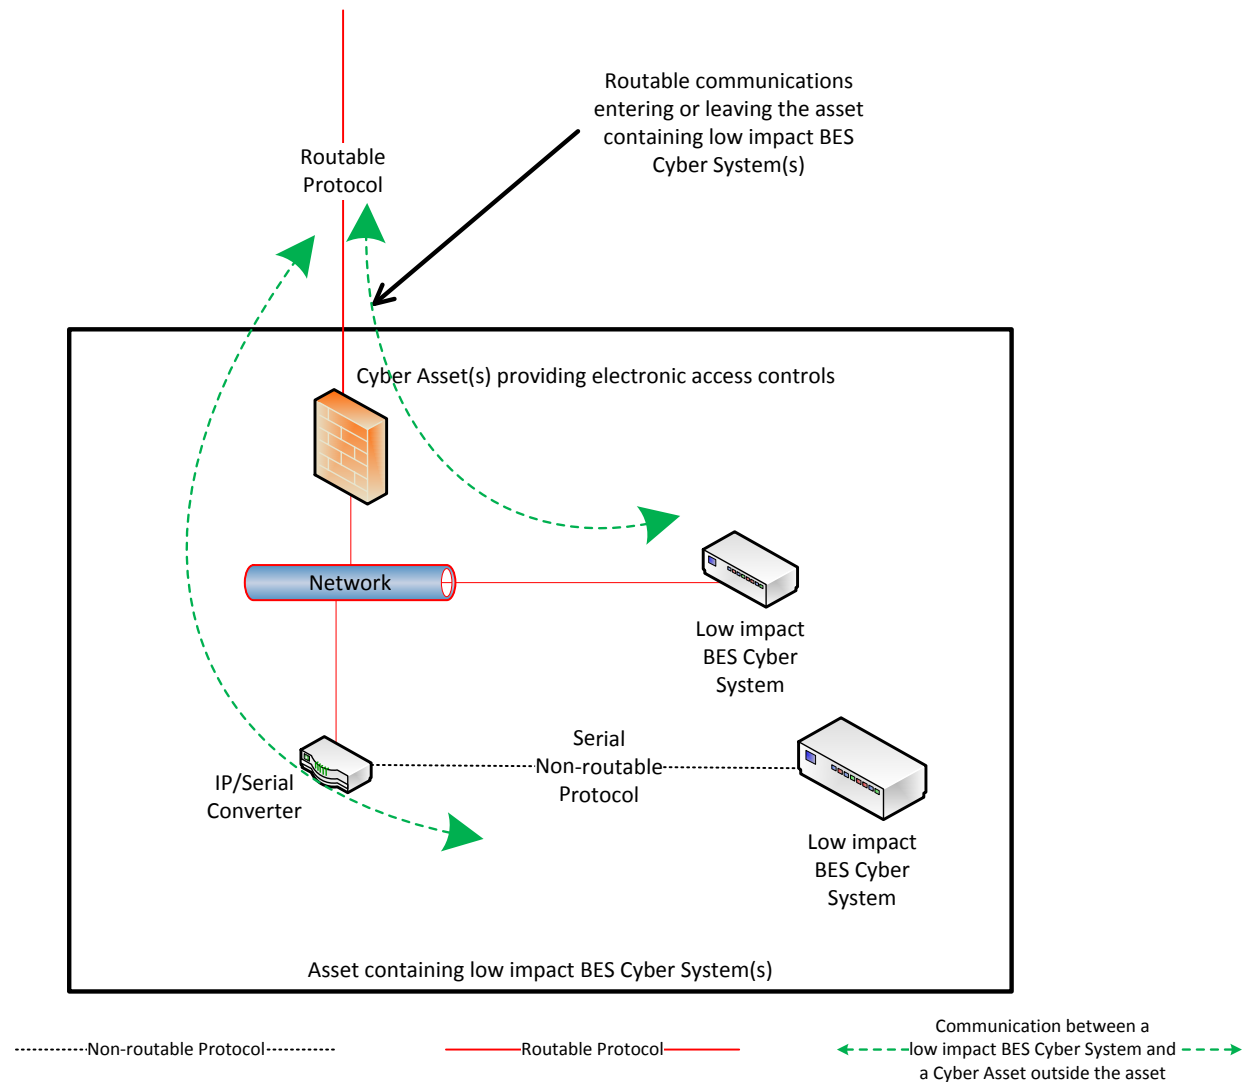 Routable communications
entering or leaving the asset
containing low impact BES
Cyber System(s)
Routable
Protocol
Cyber Asset(s) providing electronic access controls
Network
Low impact
BES Cyber
System
Serial
Non-routable
Protocol
IP/Serial
Converter
Low impact
BES Cyber
System
Asset containing low impact BES Cyber System(s)
Non-routable Protocol
Routable Protocol
Communication between a
low impact BES Cyber System and
a Cyber Asset outside the asset